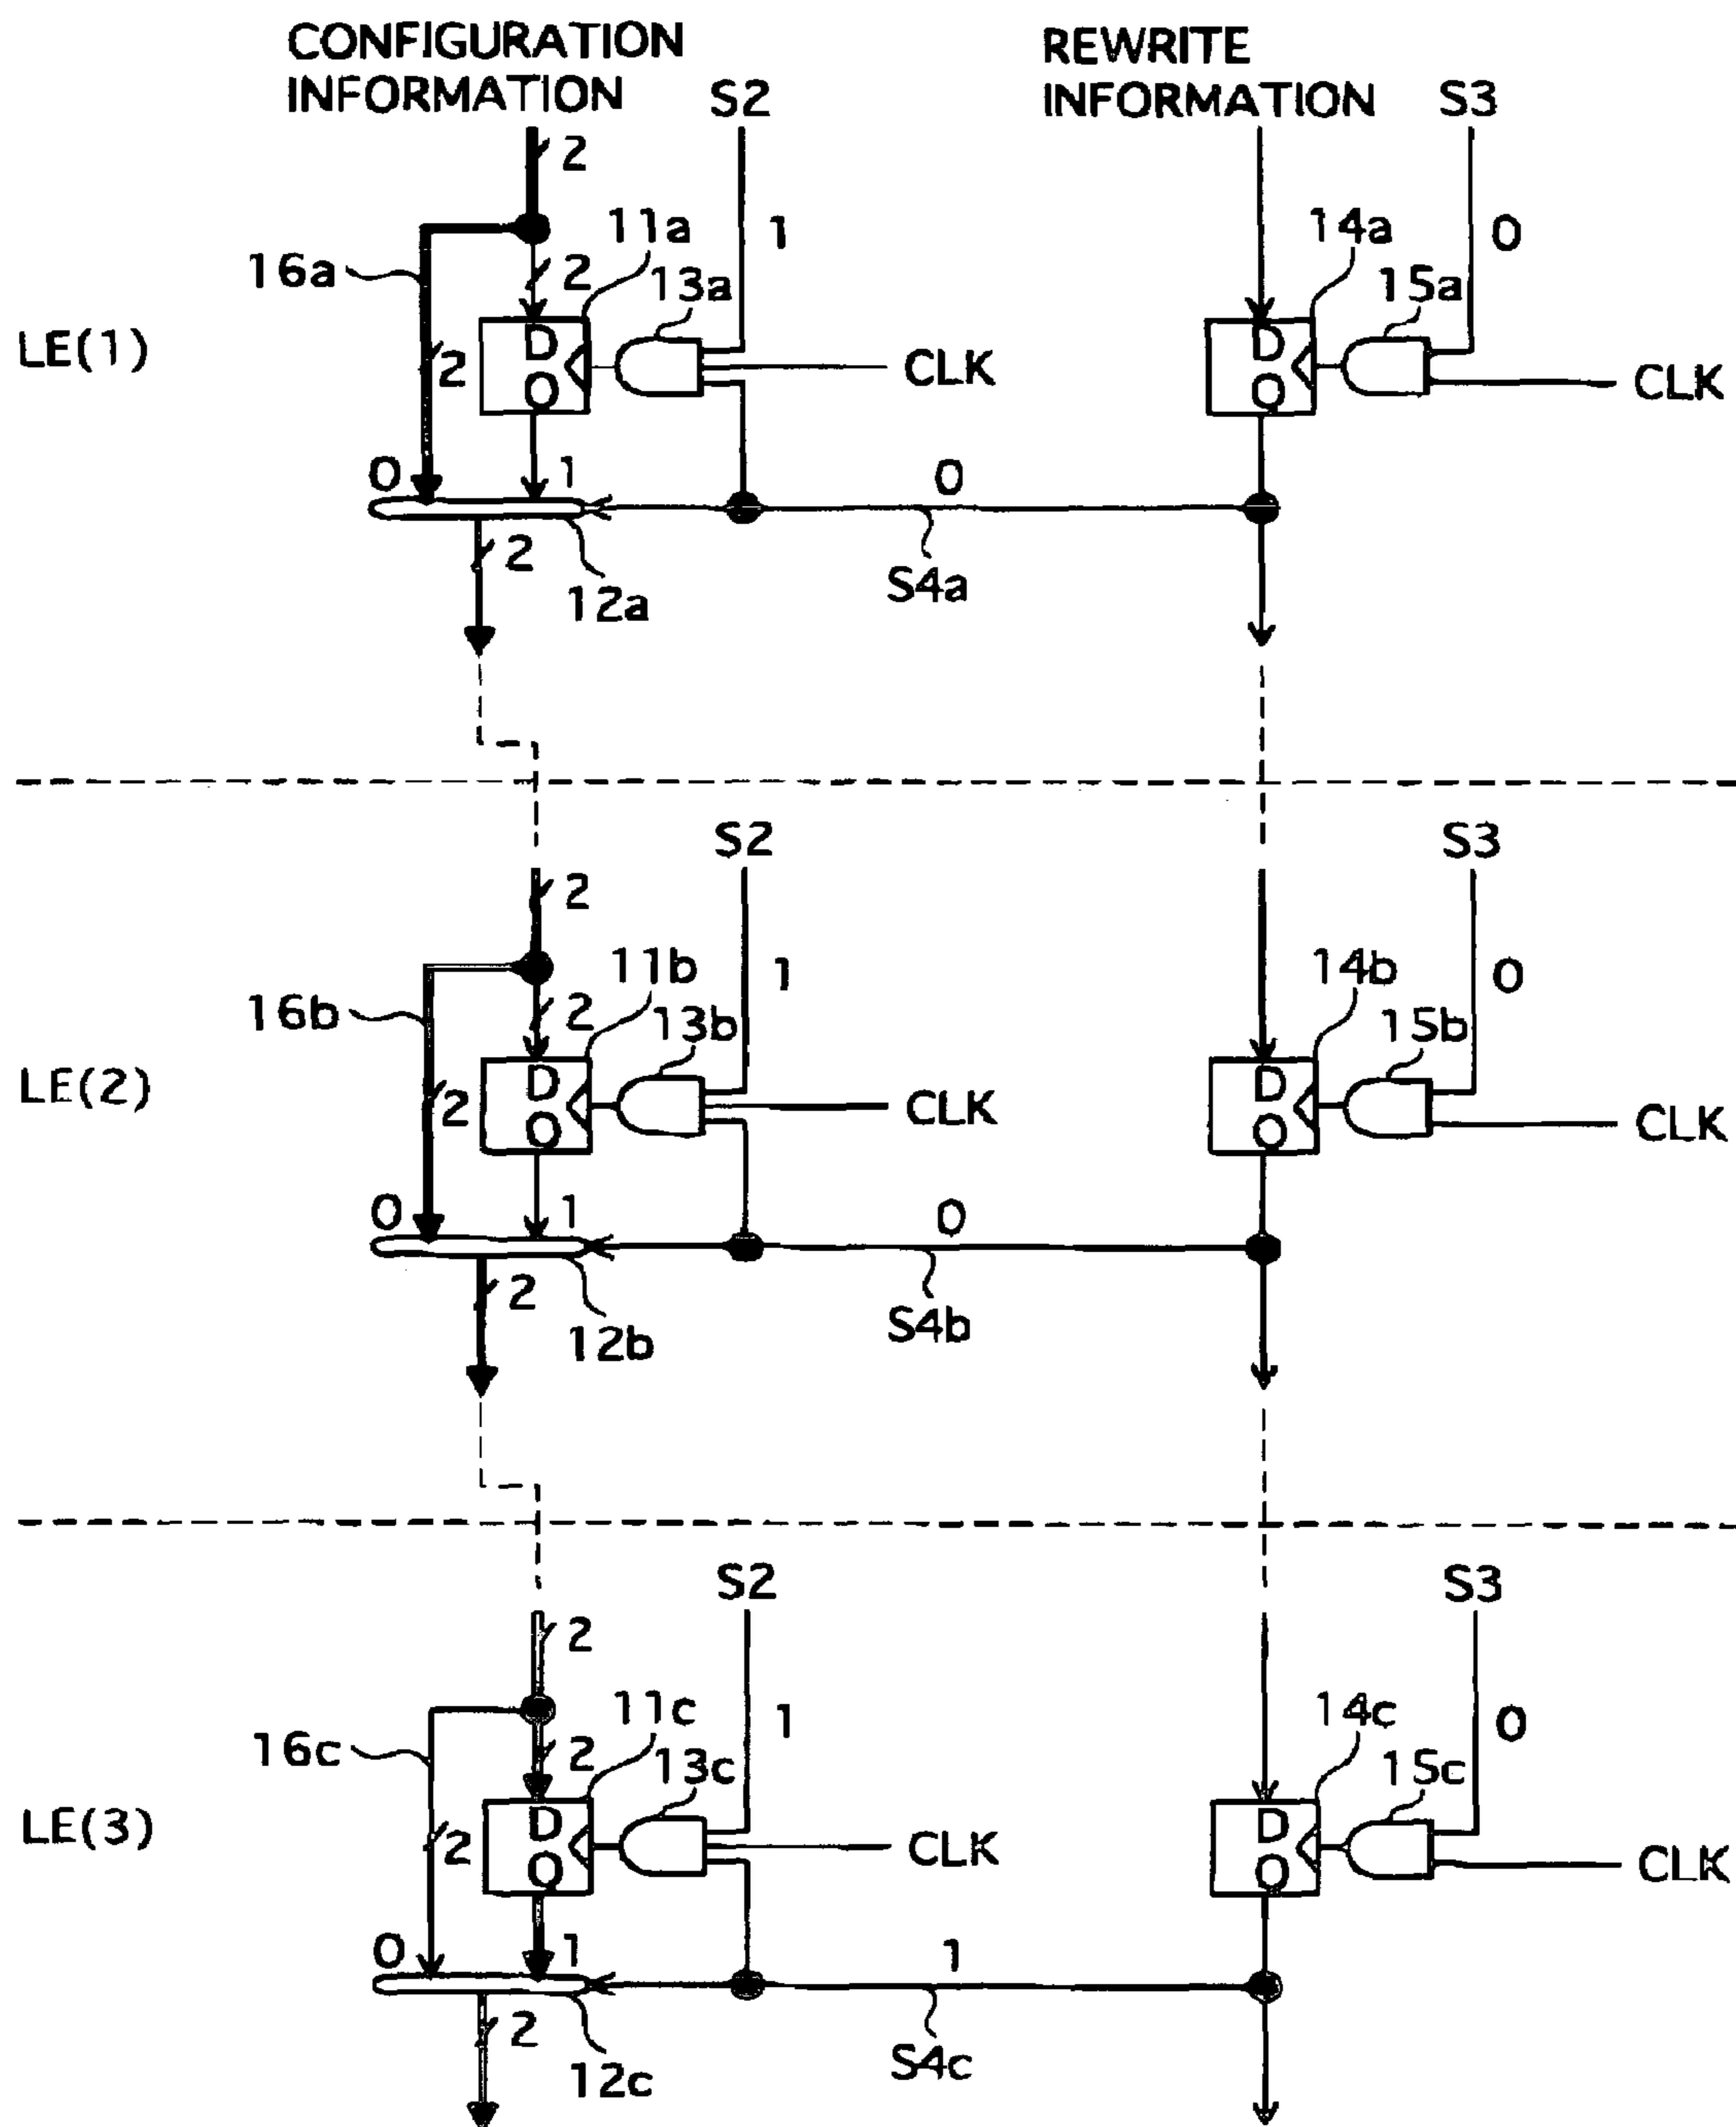 CONFIGURATION
INFORMATION
S2
REWRITE
INFORMATION
S3
2
1
0
16a
2
11a
13a
14a
15a
LE(1)
2
D
Q
CLK
D
Q
CLK
0
1
0
2
12a
S4a
S2
S3
2
1
0
16b
2
11b
13b
14b
15b
LE(2)
2
D
Q
CLK
D
Q
CLK
0
1
0
2
12b
S4b
S2
S3
2
1
0
16c
2
11c
13c
14c
15c
LE(3)
2
D
Q
CLK
D
Q
CLK
0
1
1
2
12c
S4c